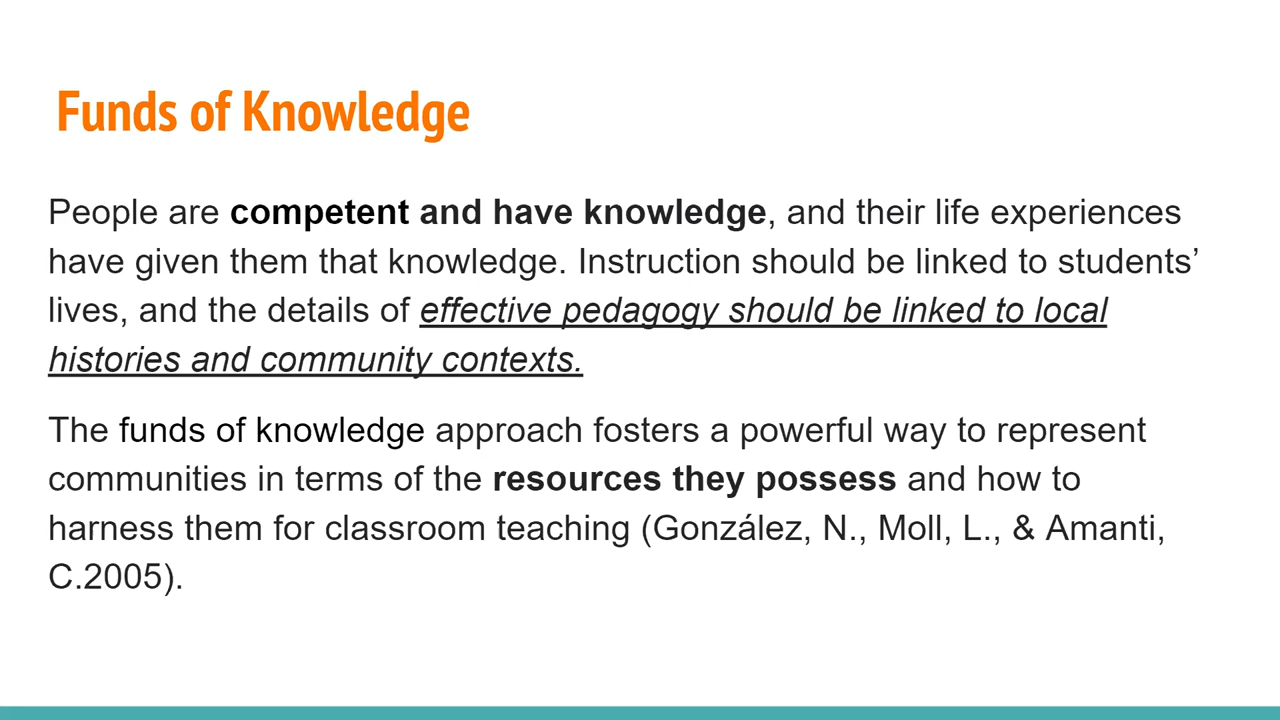 Funds of Knowledge
People are competent and have knowledge, and their life experiences
have given them that knowledge. Instruction should be linked to students’
lives, and the details of effective pedagogy should be linked to local
histories and community contexts.
The funds of knowledge approach fosters a powerful way to represent
communities in terms of the resources they possess and how to
harness them for classroom teaching (González, N., Moll, L., & Amanti,
C.2005).